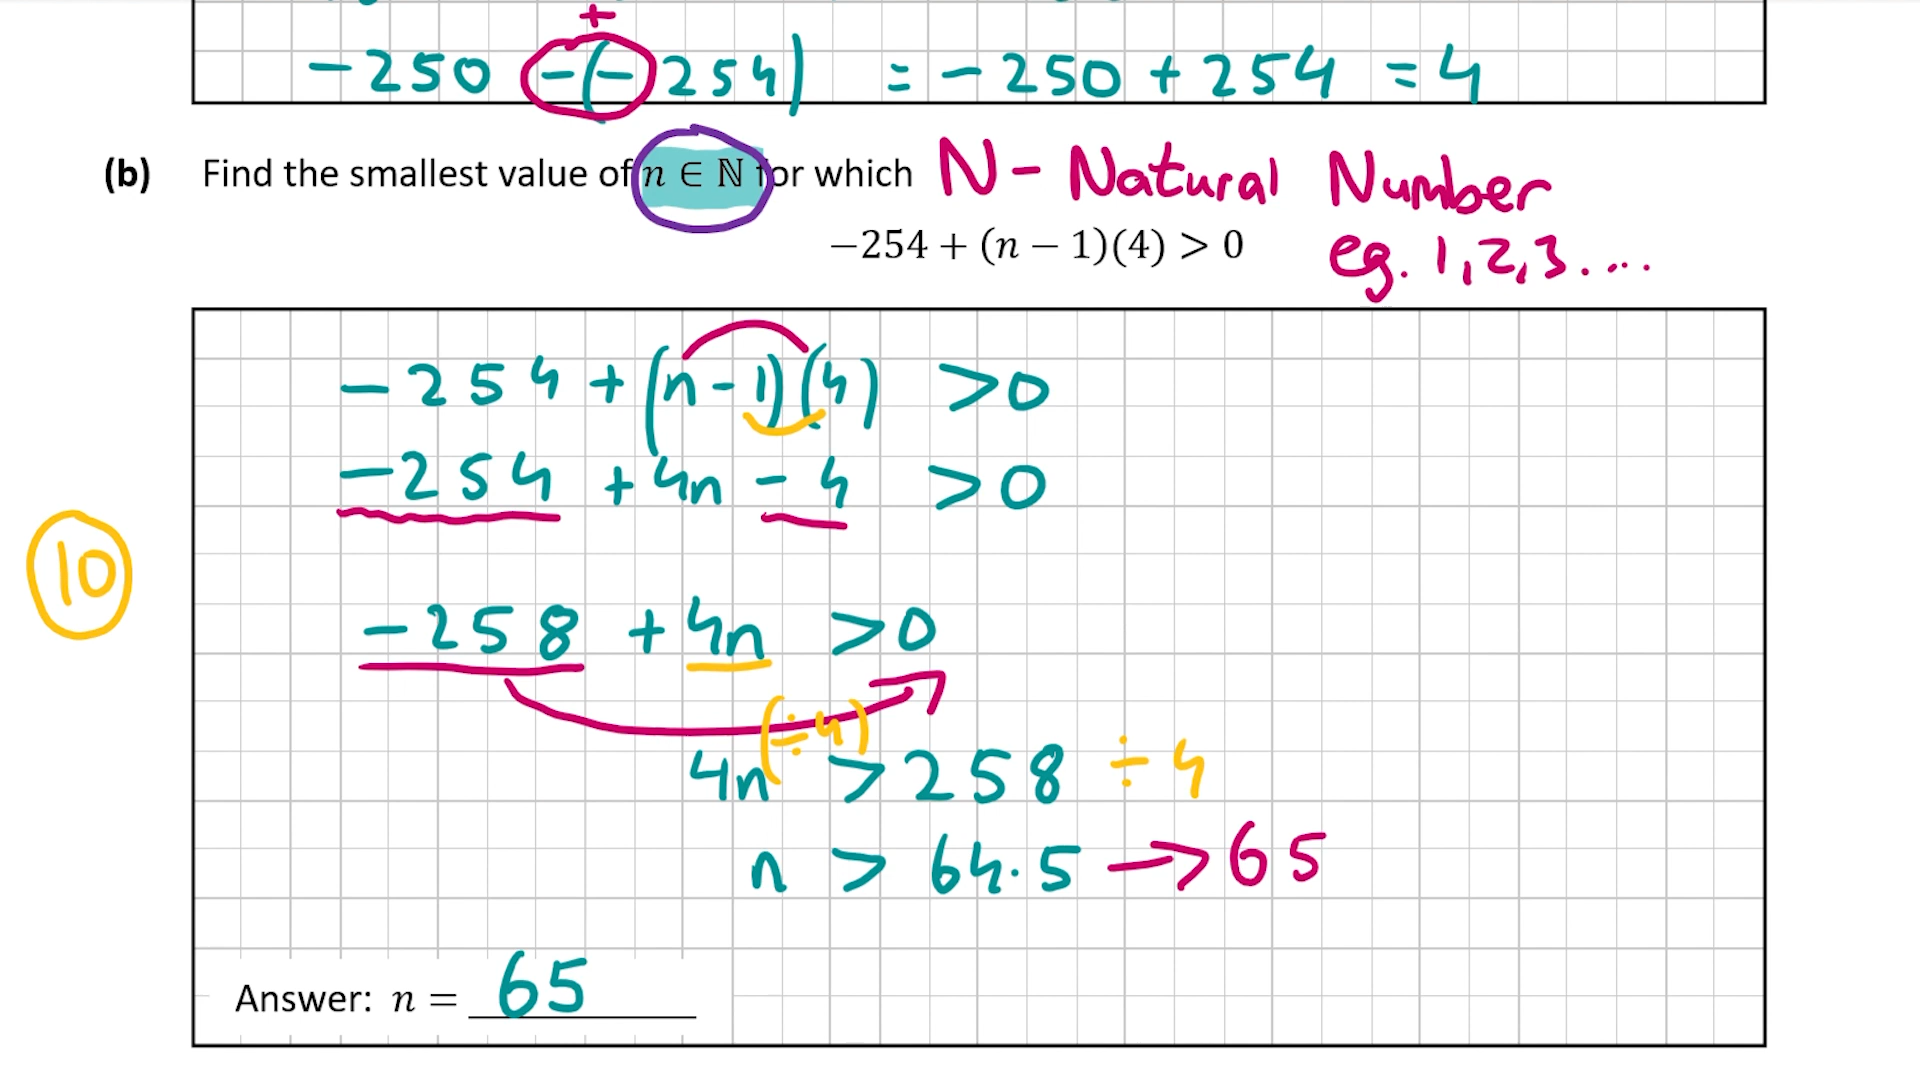 +
-250 -(-254) = -250 + 254 = 4
(b) Find the smallest value of n ∈ ℕ for which N - Natural Number
−254 + (n − 1)(4) > 0 eg. 1,2,3....
-254 + (n-1)(4) >0
-254 +4n - 4 >0
10
-258 +4n >0
(÷4)
4n > 258 ÷ 4
n > 64.5 → 65
Answer: n = 65